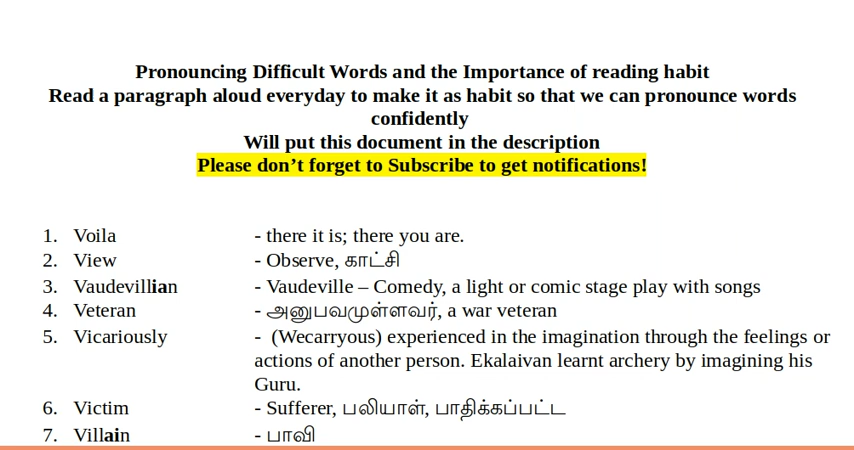 Pronouncing Difficult Words and the Importance of reading habit
Read a paragraph aloud everyday to make it as habit so that we can pronounce words
confidently
Will put this document in the description
Please don’t forget to Subscribe to get notifications!
1. Voila - there it is; there you are.
2. View - Observe, காட்சி
3. Vaudevillian - Vaudeville – Comedy, a light or comic stage play with songs
4. Veteran - அனுபவமுள்ளவர், a war veteran
5. Vicariously - (Wecarryous) experienced in the imagination through the feelings or
actions of another person. Ekalaivan learnt archery by imagining his
Guru.
6. Victim - Sufferer, பலியாள், பாதிக்கப்பட்ட
7. Villain - பாவி